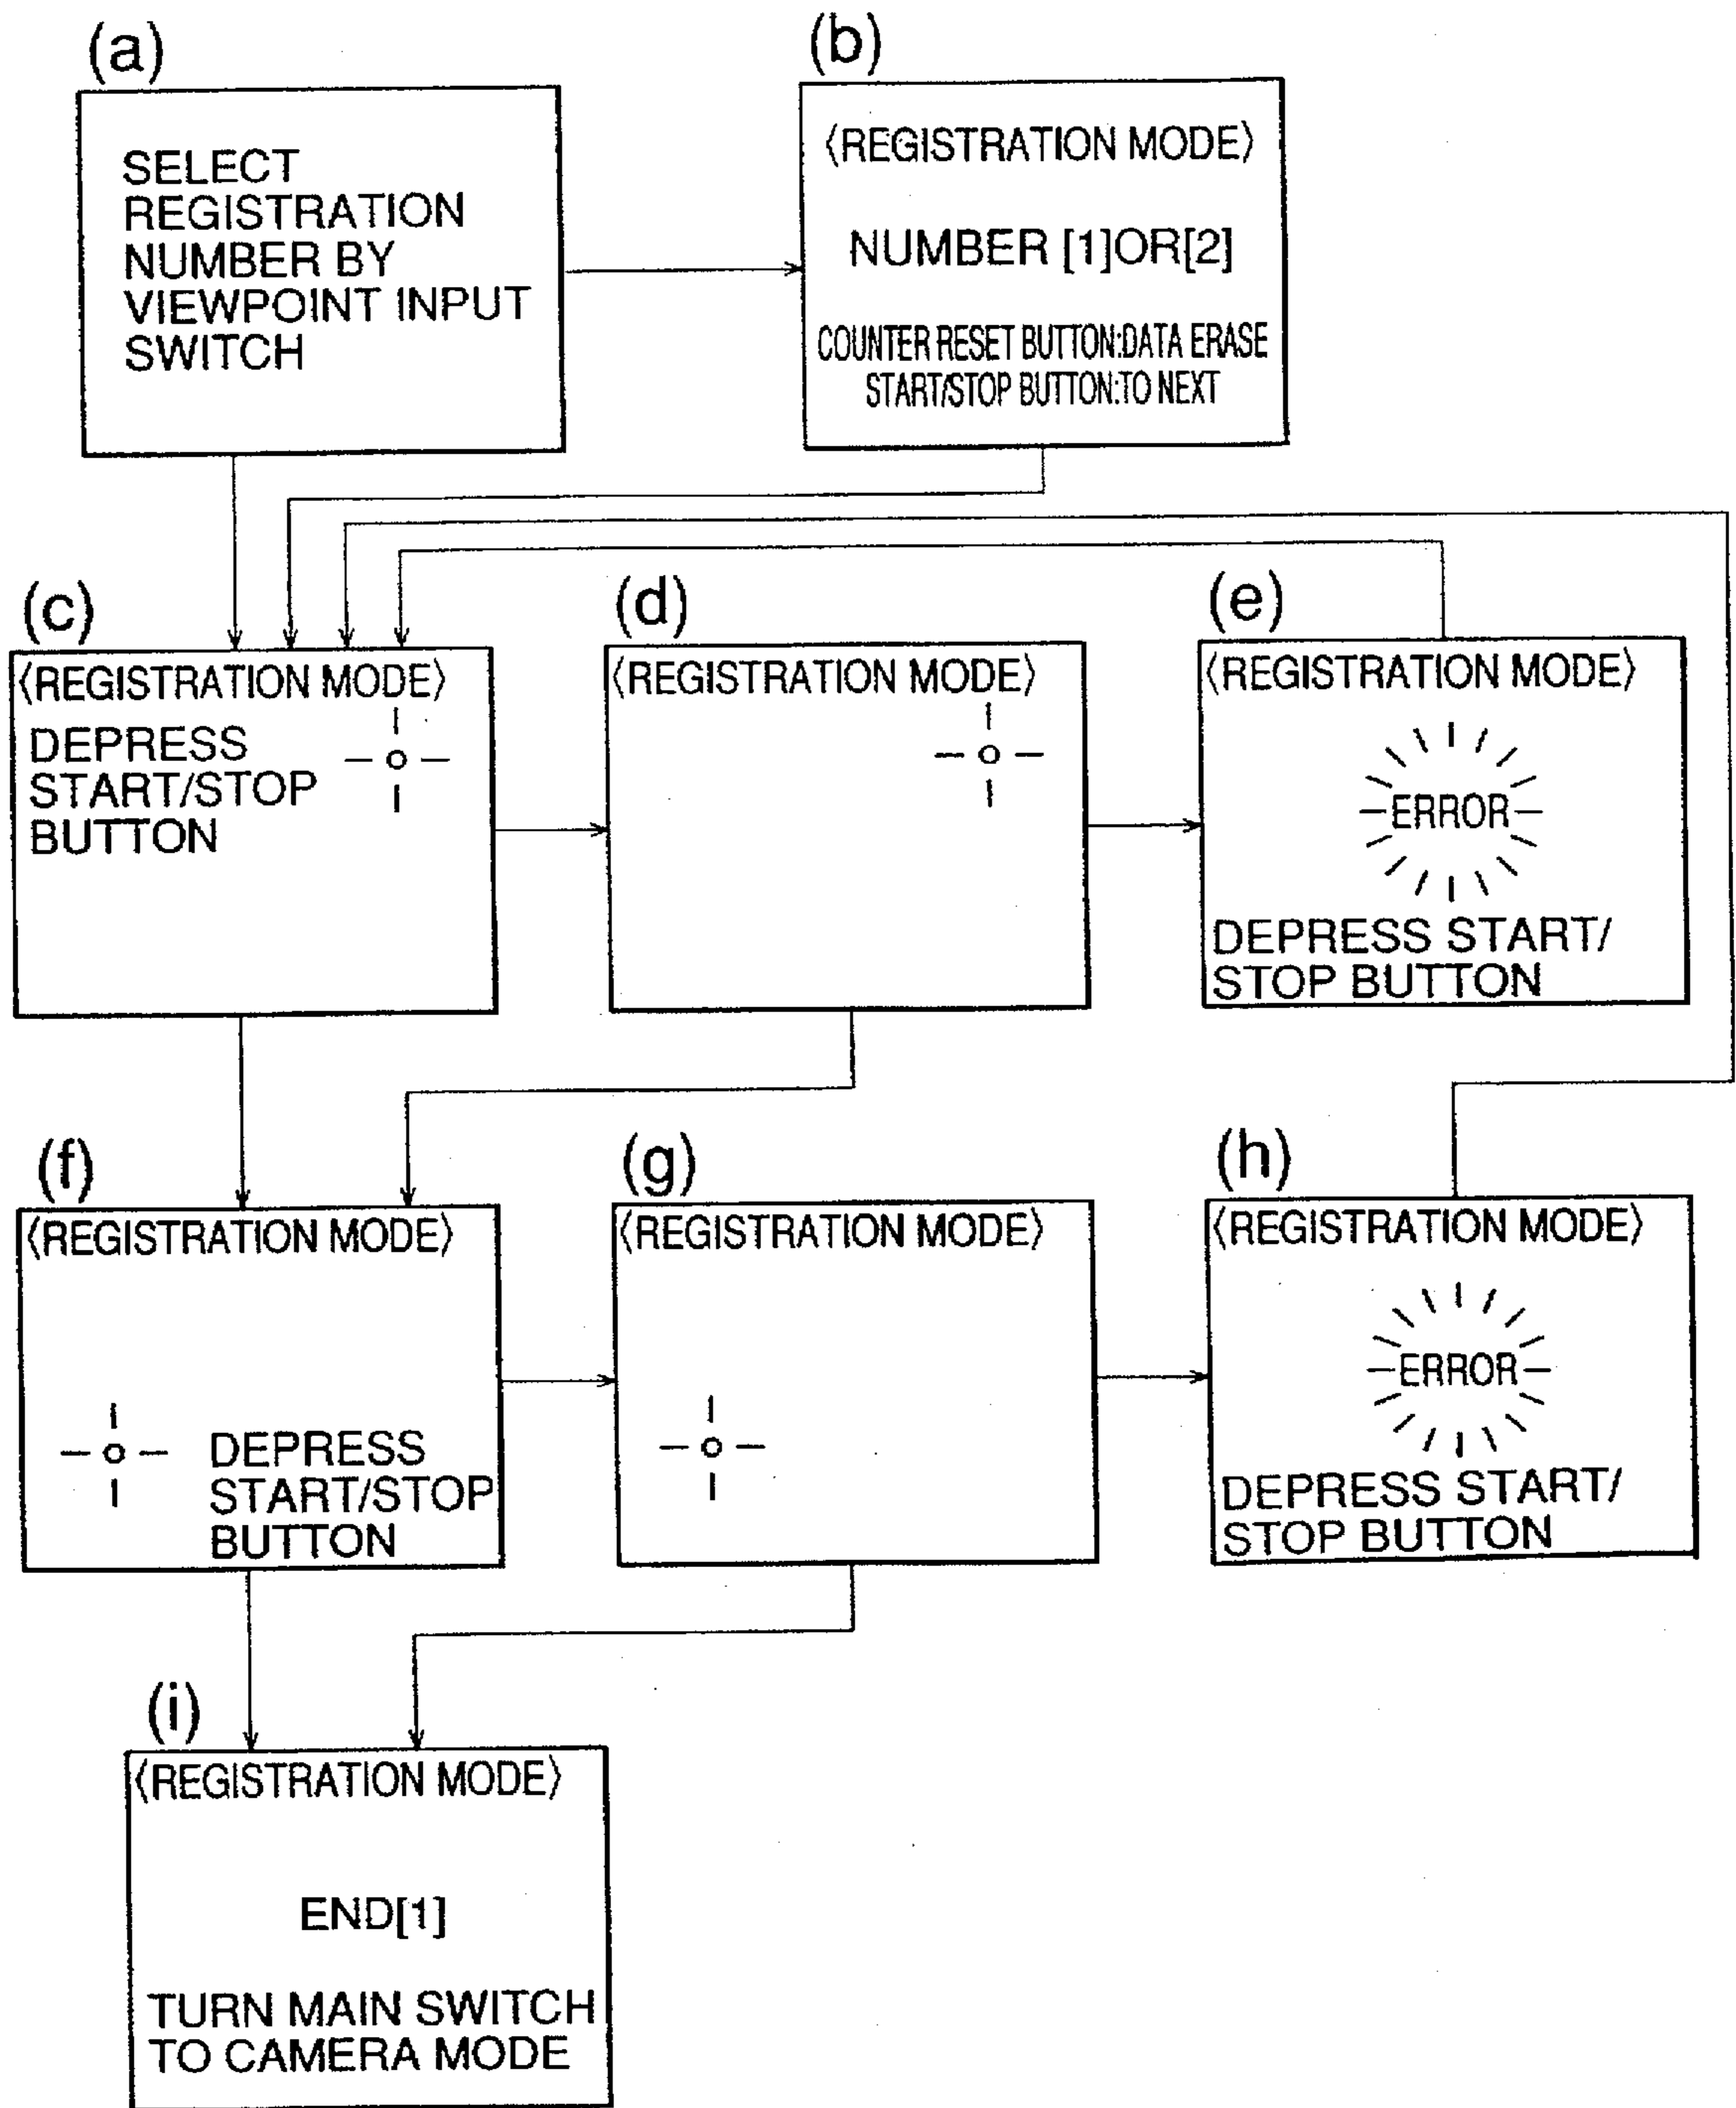 (a)
SELECT
REGISTRATION
NUMBER BY
VIEWPOINT INPUT
SWITCH
(b)
〈REGISTRATION MODE〉
NUMBER [1]OR[2]
COUNTER RESET BUTTON:DATA ERASE
START/STOP BUTTON:TO NEXT
(c)
〈REGISTRATION MODE〉
DEPRESS
START/STOP
BUTTON
(d)
〈REGISTRATION MODE〉
(e)
〈REGISTRATION MODE〉
ERROR
DEPRESS START/
STOP BUTTON
(f)
〈REGISTRATION MODE〉
DEPRESS
START/STOP
BUTTON
(g)
〈REGISTRATION MODE〉
(h)
〈REGISTRATION MODE〉
ERROR
DEPRESS START/
STOP BUTTON
(i)
〈REGISTRATION MODE〉
END[1]
TURN MAIN SWITCH
TO CAMERA MODE